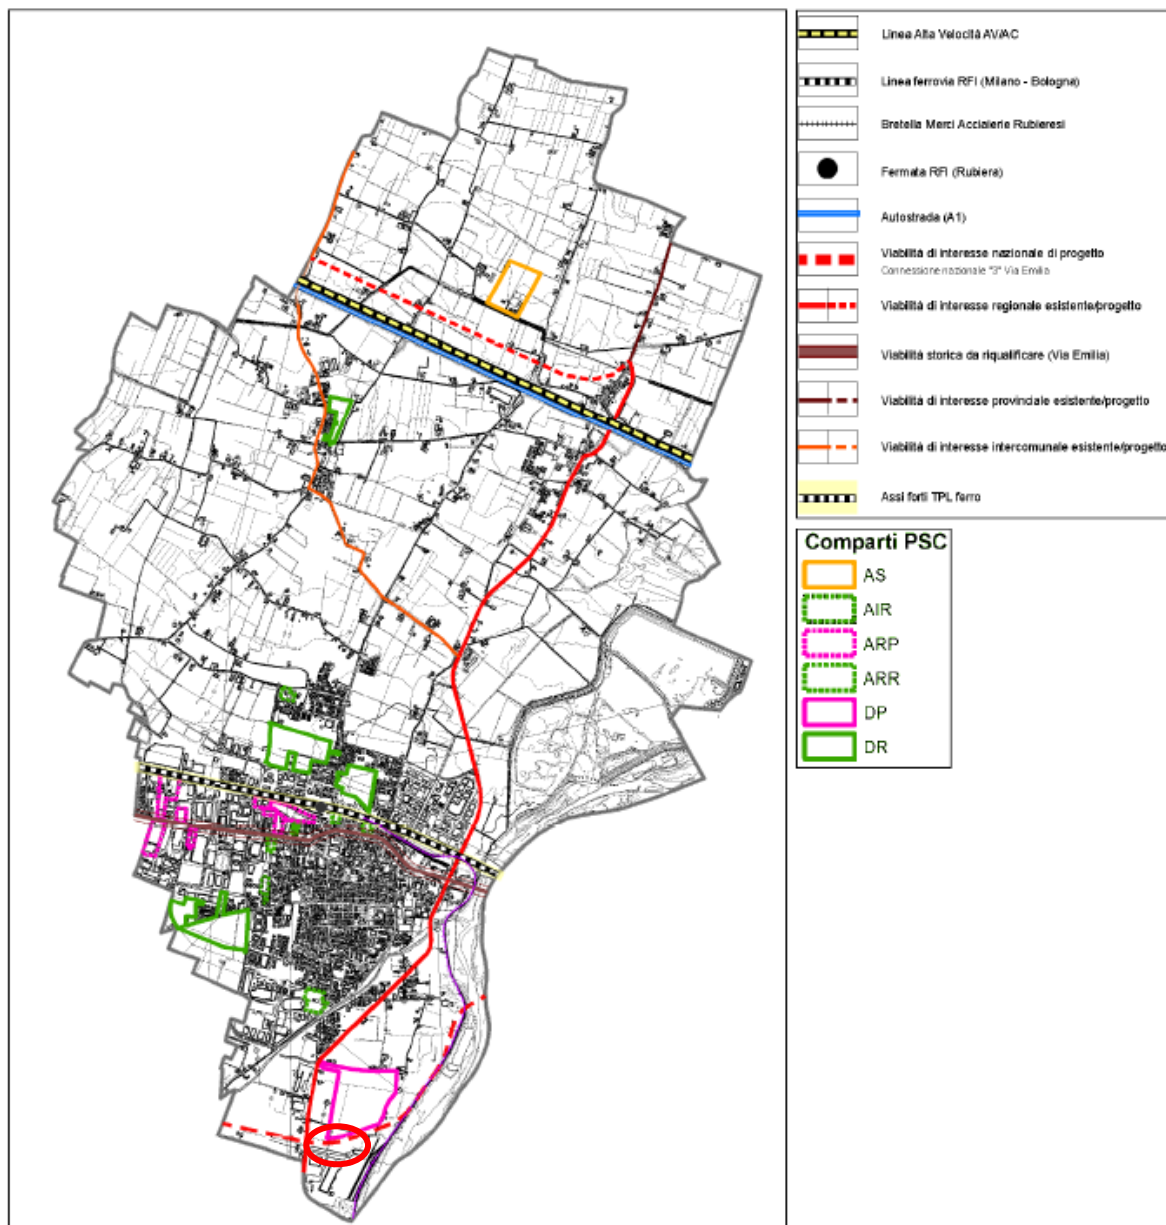 Linea Alta Velocità AV/AC
Linea ferrovia RFI (Milano - Bologna)
Bretella Merci Acciaierie Rubieresi
Fermata RFI (Rubiera)
Autostrada (A1)
Viabilità di interesse nazionale di progetto
Connessione nazionale "3" Via Emilia
Viabilità di interesse regionale esistente/progetto
Viabilità storica da riqualificare (Via Emilia)
Viabilità di interesse provinciale esistente/progetto
Viabilità di interesse intercomunale esistente/progetto
Assi forti TPL ferro
Comparti PSC
AS
AIR
ARP
ARR
DP
DR